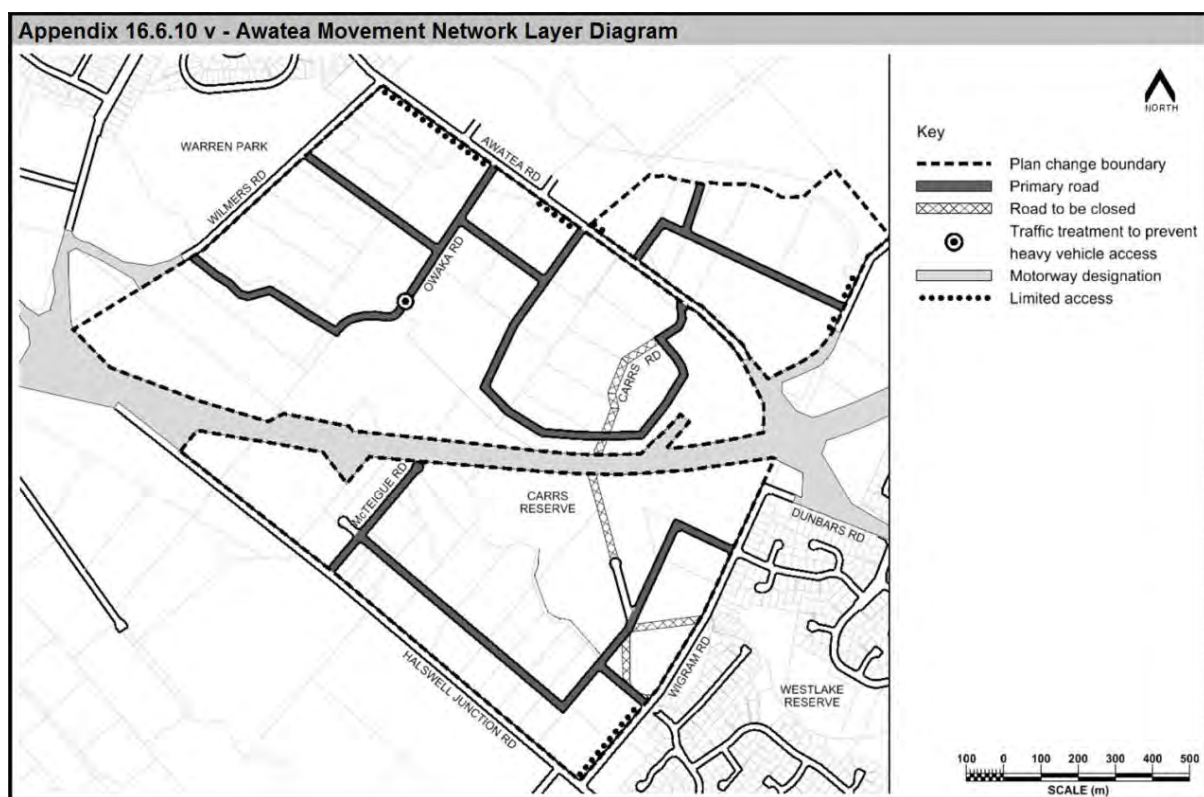 Appendix 16.6.10 v - Awatea Movement Network Layer Diagram
WARREN PARK
WILMERS RD
AWATEA RD
OWAKA RD
CARRS RD
McTEIGUE RD
CARRS
RESERVE
DUNBARS RD
HALSWELL JUNCTION RD
WIGRAM RD
WESTLAKE
RESERVE
NORTH
Key
Plan change boundary
Primary road
Road to be closed
Traffic treatment to prevent
heavy vehicle access
Motorway designation
Limited access
100 0 100 200 300 400 500
SCALE (m)